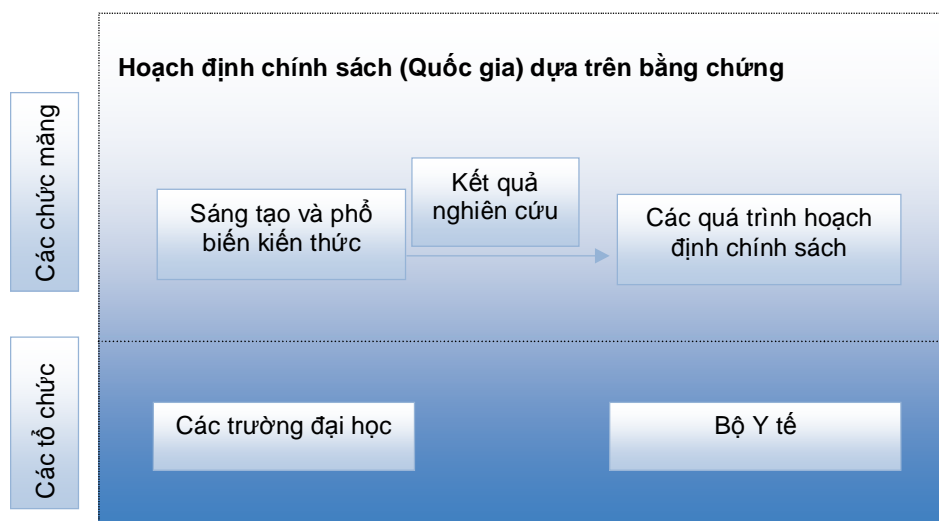 Hoạch định chính sách (Quốc gia) dựa trên bằng chứng
Các chức măng
Sáng tạo và phổ
biến kiến thức
Kết quả
nghiên cứu
Các quá trình hoạch
định chính sách
Các tổ chức
Các trường đại học
Bộ Y tế